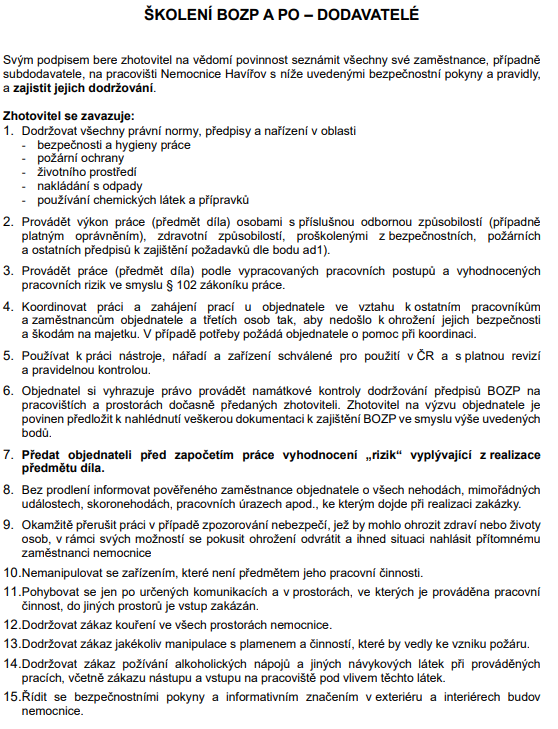 ŠKOLENÍ BOZP A PO – DODAVATELÉ
Svým podpisem bere zhotovitel na vědomí povinnost seznámit všechny své zaměstnance, případně
subdodavatele, na pracovišti Nemocnice Havířov s níže uvedenými bezpečnostní pokyny a pravidly,
a zajistit jejich dodržování.
Zhotovitel se zavazuje:
1. Dodržovat všechny právní normy, předpisy a nařízení v oblasti
- bezpečnosti a hygieny práce
- požární ochrany
- životního prostředí
- nakládání s odpady
- používání chemických látek a přípravků
2. Provádět výkon práce (předmět díla) osobami s příslušnou odbornou způsobilostí (případně
platným oprávněním), zdravotní způsobilostí, proškolenými z bezpečnostních, požárních
a ostatních předpisů k zajištění požadavků dle bodu ad1).
3. Provádět práce (předmět díla) podle vypracovaných pracovních postupů a vyhodnocených
pracovních rizik ve smyslu § 102 zákoníku práce.
4. Koordinovat práci a zahájení prací u objednatele ve vztahu k ostatním pracovníkům
a zaměstnancům objednatele a třetích osob tak, aby nedošlo k ohrožení jejich bezpečnosti
a škodám na majetku. V případě potřeby požádá objednatele o pomoc při koordinaci.
5. Používat k práci nástroje, nářadí a zařízení schválené pro použití v ČR a s platnou revizí
a pravidelnou kontrolou.
6. Objednatel si vyhrazuje právo provádět namátkové kontroly dodržování předpisů BOZP na
pracovištích a prostorách dočasně předaných zhotoviteli. Zhotovitel na výzvu objednatele je
povinen předložit k nahlédnutí veškerou dokumentaci k zajištění BOZP ve smyslu výše uvedených
bodů.
7. Předat objednateli před započetím práce vyhodnocení „rizik“ vyplývající z realizace
předmětu díla.
8. Bez prodlení informovat pověřeného zaměstnance objednatele o všech nehodách, mimořádných
událostech, skoronehodách, pracovních úrazech apod., ke kterým dojde při realizaci zakázky.
9. Okamžitě přerušit práci v případě zpozorování nebezpečí, jež by mohlo ohrozit zdraví nebo životy
osob, v rámci svých možností se pokusit ohrožení odvrátit a ihned situaci nahlásit přítomnému
zaměstnanci nemocnice
10.Nemanipulovat se zařízením, které není předmětem jeho pracovní činnosti.
11.Pohybovat se jen po určených komunikacích a v prostorách, ve kterých je prováděna pracovní
činnost, do jiných prostorů je vstup zakázán.
12.Dodržovat zákaz kouření ve všech prostorách nemocnice.
13.Dodržovat zákaz jakékoliv manipulace s plamenem a činností, které by vedly ke vzniku požáru.
14.Dodržovat zákaz požívání alkoholických nápojů a jiných návykových látek při prováděných
pracích, včetně zákazu nástupu a vstupu na pracoviště pod vlivem těchto látek.
15.Řídit se bezpečnostními pokyny a informativním značením v exteriéru a interiérech budov
nemocnice.